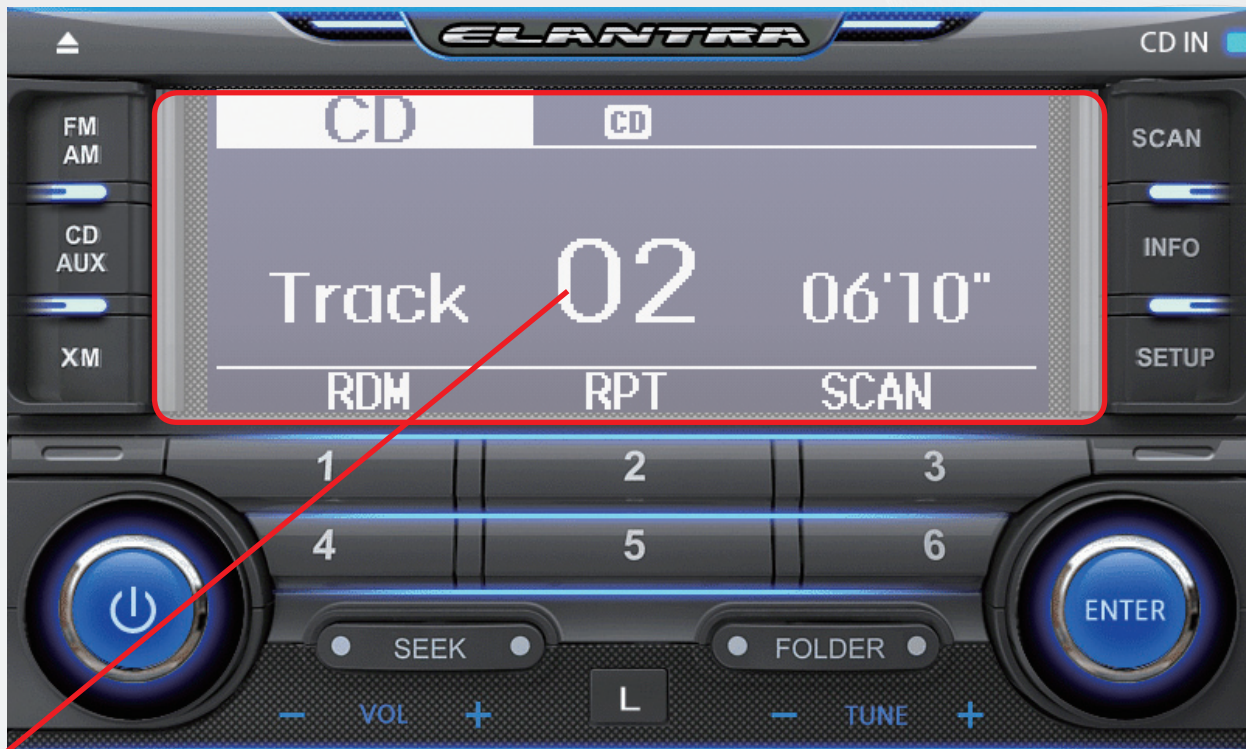 ELANTRA
CD IN
FM
AM
CD
AUX
XM
CD CD
Track 02 06'10"
RDM RPT SCAN
SCAN
INFO
SETUP
1 2 3
4 5 6
ENTER
SEEK FOLDER
L
– VOL + – TUNE +